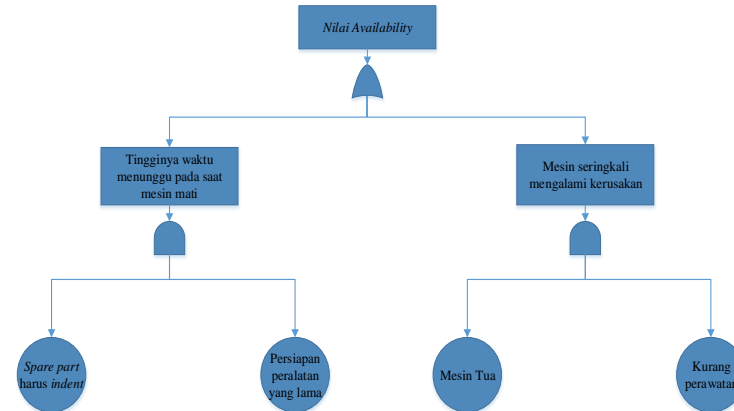 Nilai Availability
Tingginya waktu
menunggu pada saat
mesin mati
Mesin seringkali
mengalami kerusakan
Spare part
harus indent
Persiapan
peralatan
yang lama
Mesin Tua
Kurang
perawatan